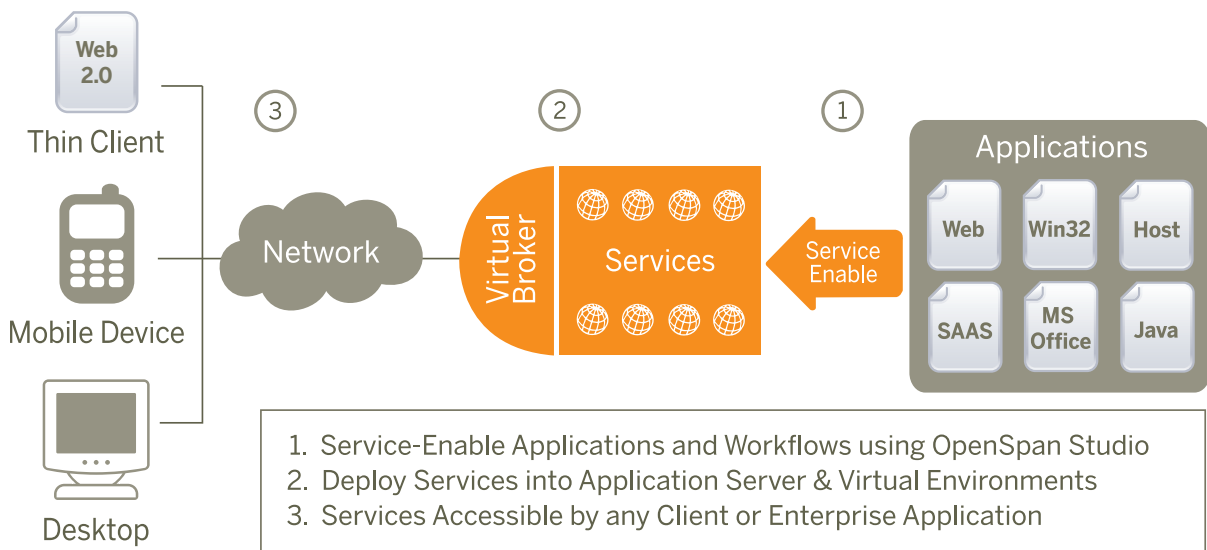 Web
2.0
Thin Client
Mobile Device
Desktop
3
Network
2
Virtual
Broker
Services
1
Service
Enable
Applications
Web
Win32
Host
SAAS
MS
Office
Java
1. Service-Enable Applications and Workflows using OpenSpan Studio
2. Deploy Services into Application Server & Virtual Environments
3. Services Accessible by any Client or Enterprise Application